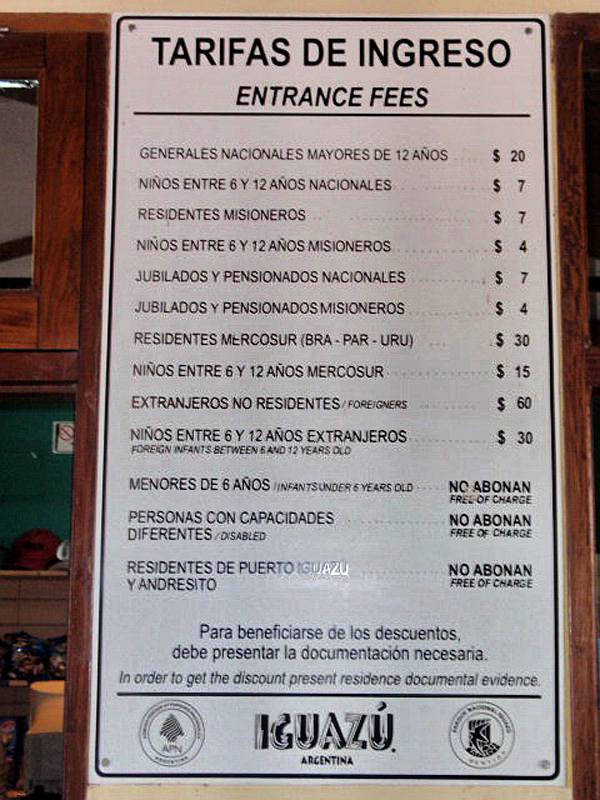 TARIFAS DE INGRESO
ENTRANCE FEES
GENERALES NACIONALES MAYORES DE 12 AÑOS ..... $ 20
NIÑOS ENTRE 6 Y 12 AÑOS NACIONALES ..... $ 7
RESIDENTES MISIONEROS ..... $ 7
NIÑOS ENTRE 6 Y 12 AÑOS MISIONEROS ..... $ 4
JUBILADOS Y PENSIONADOS NACIONALES ..... $ 7
JUBILADOS Y PENSIONADOS MISIONEROS ..... $ 4
RESIDENTES MERCOSUR (BRA - PAR - URU) ..... $ 30
NIÑOS ENTRE 6 Y 12 AÑOS MERCOSUR ..... $ 15
EXTRANJEROS NO RESIDENTES / FOREIGNERS ..... $ 60
NIÑOS ENTRE 6 Y 12 AÑOS EXTRANJEROS ..... $ 30
FOREIGN INFANTS BETWEEN 6 AND 12 YEARS OLD
MENORES DE 6 AÑOS / INFANTS UNDER 6 YEARS OLD ..... NO ABONAN
FREE OF CHARGE
PERSONAS CON CAPACIDADES ..... NO ABONAN
DIFERENTES / DISABLED FREE OF CHARGE
RESIDENTES DE PUERTO IGUAZU NO ABONAN
Y ANDRESITO FREE OF CHARGE
Para beneficiarse de los descuentos,
debe presentar la documentación necesaria.
In order to get the discount present residence documental evidence.
APN
ARGENTINA
IGUAZÚ
ARGENTINA
PARQUE NACIONAL IGUAZU